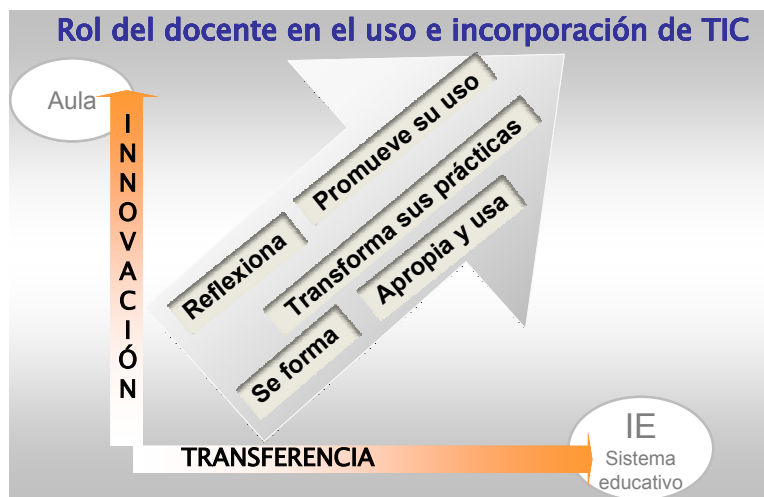 Rol del docente en el uso e incorporación de TIC
Aula
INNOVACIÓN
Promueve su uso
Reflexiona
Transforma sus prácticas
Apropia y usa
Se forma
TRANSFERENCIA
IE
Sistema
educativo